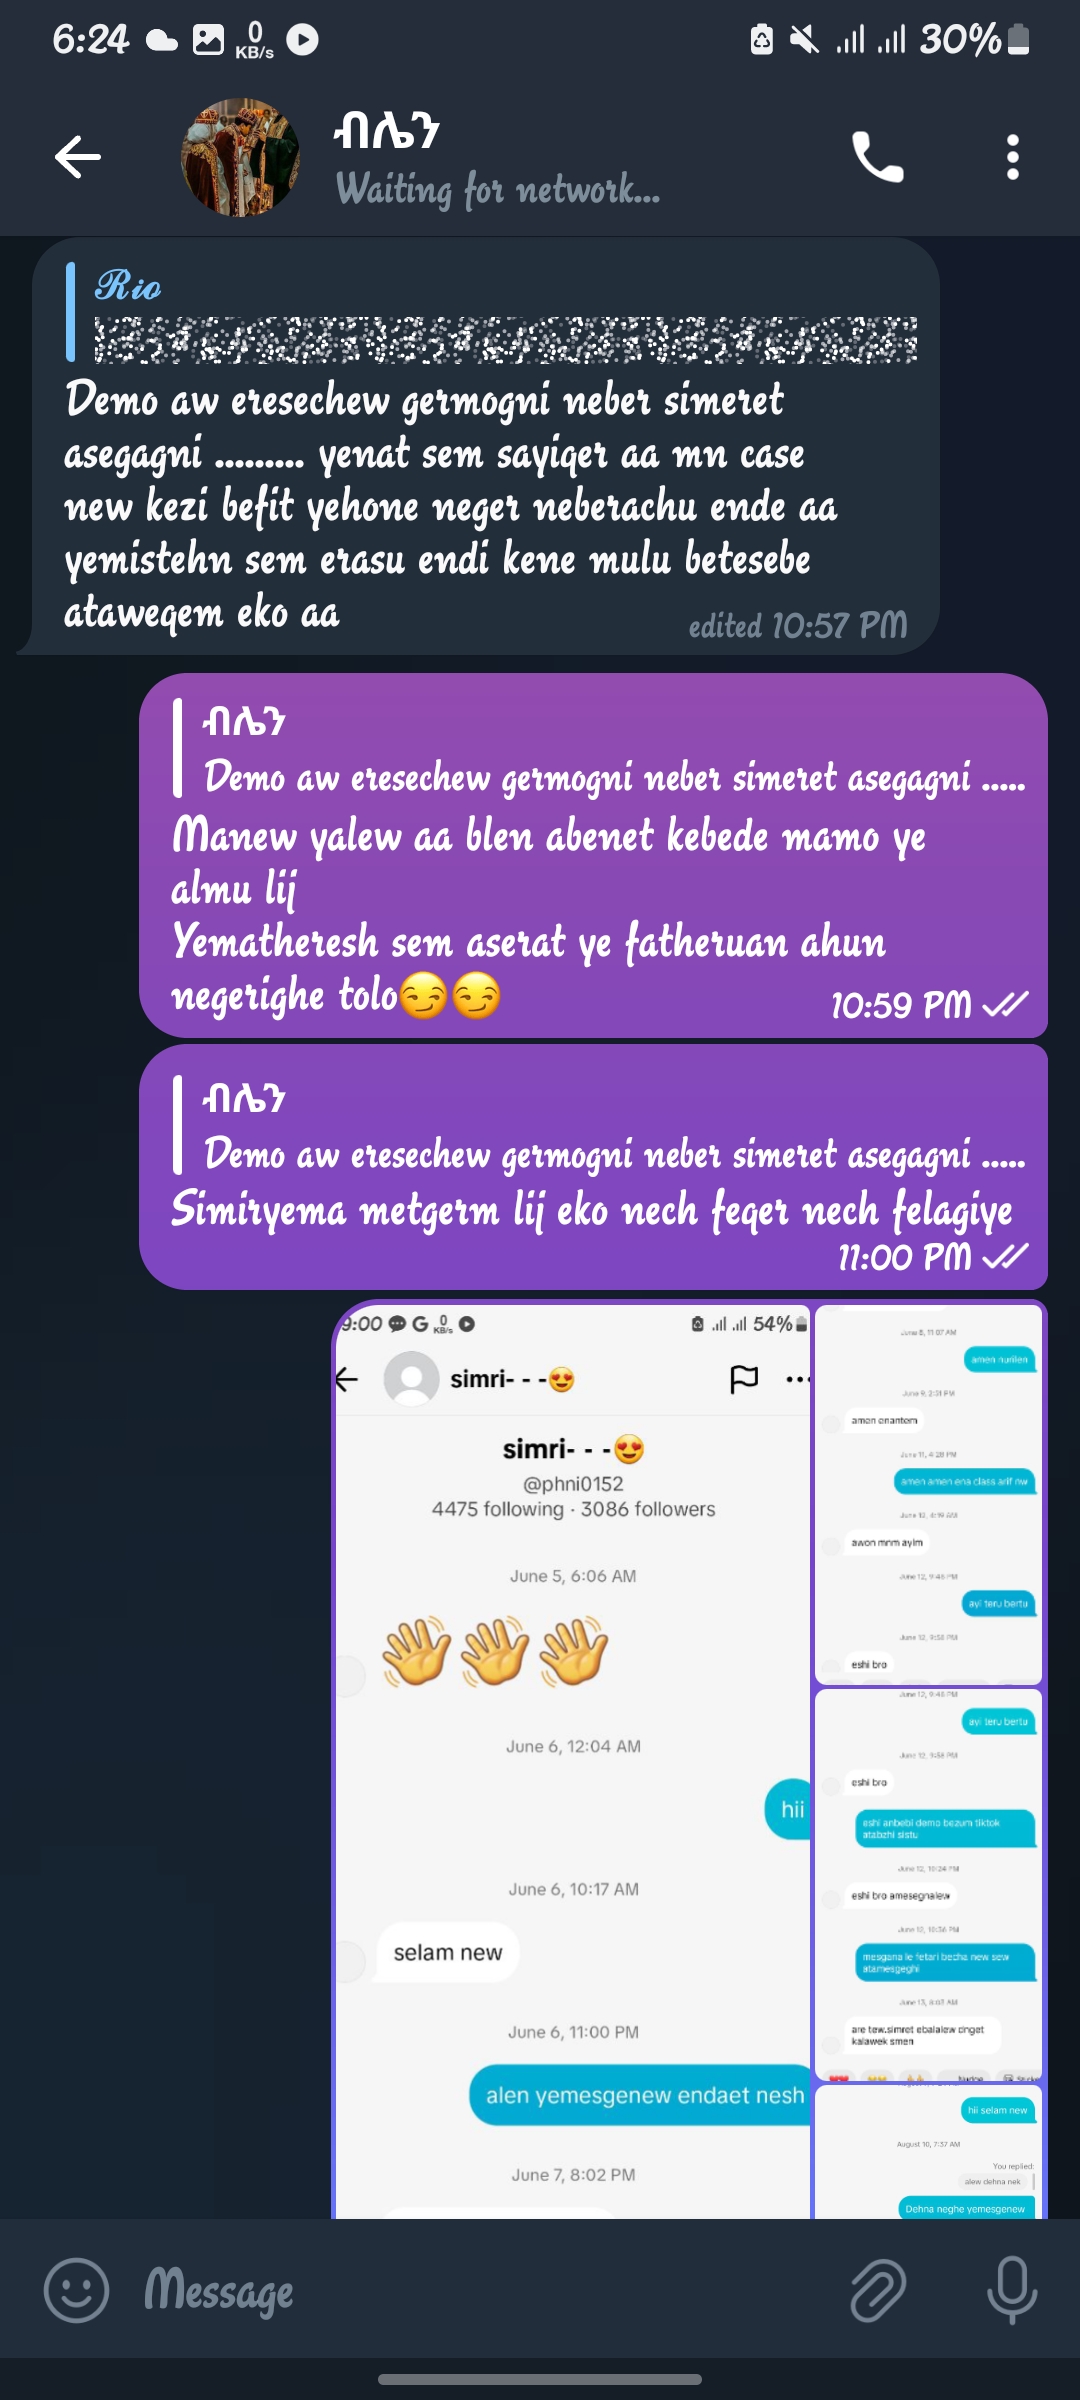 6:24
0
KB/s
30%
ብሌን
Waiting for network...
Rio
Demo aw eresechew germogni neber simeret
asegagni ......... yenat sem sayiqer aa mn case
new kezi befit yehone neger neberachu ende aa
yemistehn sem erasu endi kene mulu betesebe
ataweqem eko aa
edited 10:57 PM
ብሌን
Demo aw eresechew germogni neber simeret asegagni .....
Manew yalew aa blen abenet kebede mamo ye
almu lij
Yematheresh sem aserat ye fatheruan ahun
negerighe tolo😏😏
10:59 PM
ብሌን
Demo aw eresechew germogni neber simeret asegagni .....
Simiryema metgerm lij eko nech feqer nech felagiye
11:00 PM
9:00
0
KB/s
54%
simri- - -😍
simri- - -😍
@phni0152
4475 following · 3086 followers
June 5, 6:06 AM
👋👋👋
June 6, 12:04 AM
hii
June 6, 10:17 AM
selam new
June 6, 11:00 PM
alen yemesgenew endaet nesh
June 7, 8:02 PM
June 8, 11:07 AM
amen nurilen
June 9, 2:31 PM
amen enantem
June 11, 4:28 PM
amen amen ena class arif nw
June 12, 4:19 AM
awon mnm ayim
June 12, 9:46 PM
ayi teru bertu
June 12, 9:58 PM
eshi bro
June 12, 9:46 PM
ayi teru bertu
June 12, 9:58 PM
eshi bro
eshi anbebi demo bezum tiktok
atabzhi sistu
June 12, 10:24 PM
eshi bro amesegnalew
June 12, 10:36 PM
mesgana le fetari becha new sew
atamesgeghi
June 13, 8:03 AM
are tew.simret ebalalew dnget
kalawek smen
Nudge
hii selam new
August 10, 7:37 AM
You replied:
alew dehna nek
Dehna neghe yemesgenew
Message